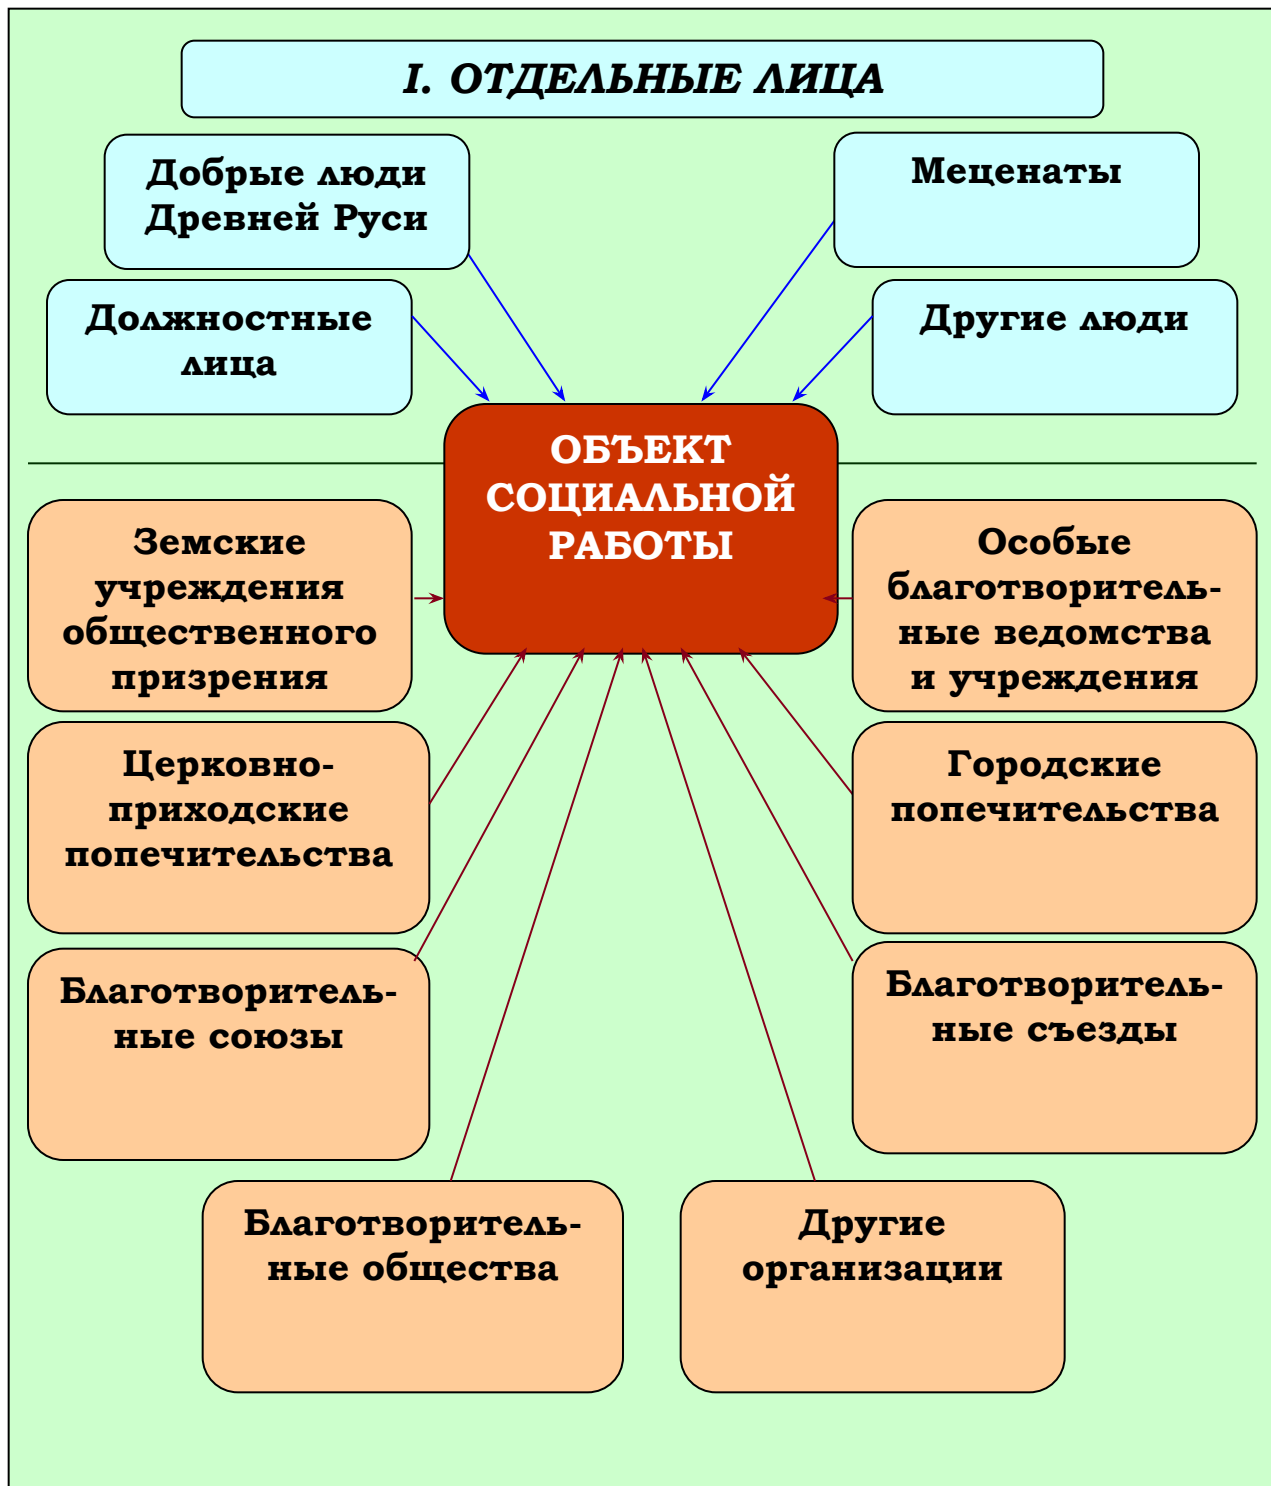 I. ОТДЕЛЬНЫЕ ЛИЦА
Добрые люди
Древней Руси
Меценаты
Должностные
лица
Другие люди
ОБЪЕКТ
СОЦИАЛЬНОЙ
РАБОТЫ
Земские
учреждения
общественного
призрения
Особые
благотворитель-
ные ведомства
и учреждения
Церковно-
приходские
попечительства
Городские
попечительства
Благотворитель-
ные союзы
Благотворитель-
ные съезды
Благотворитель-
ные общества
Другие
организации